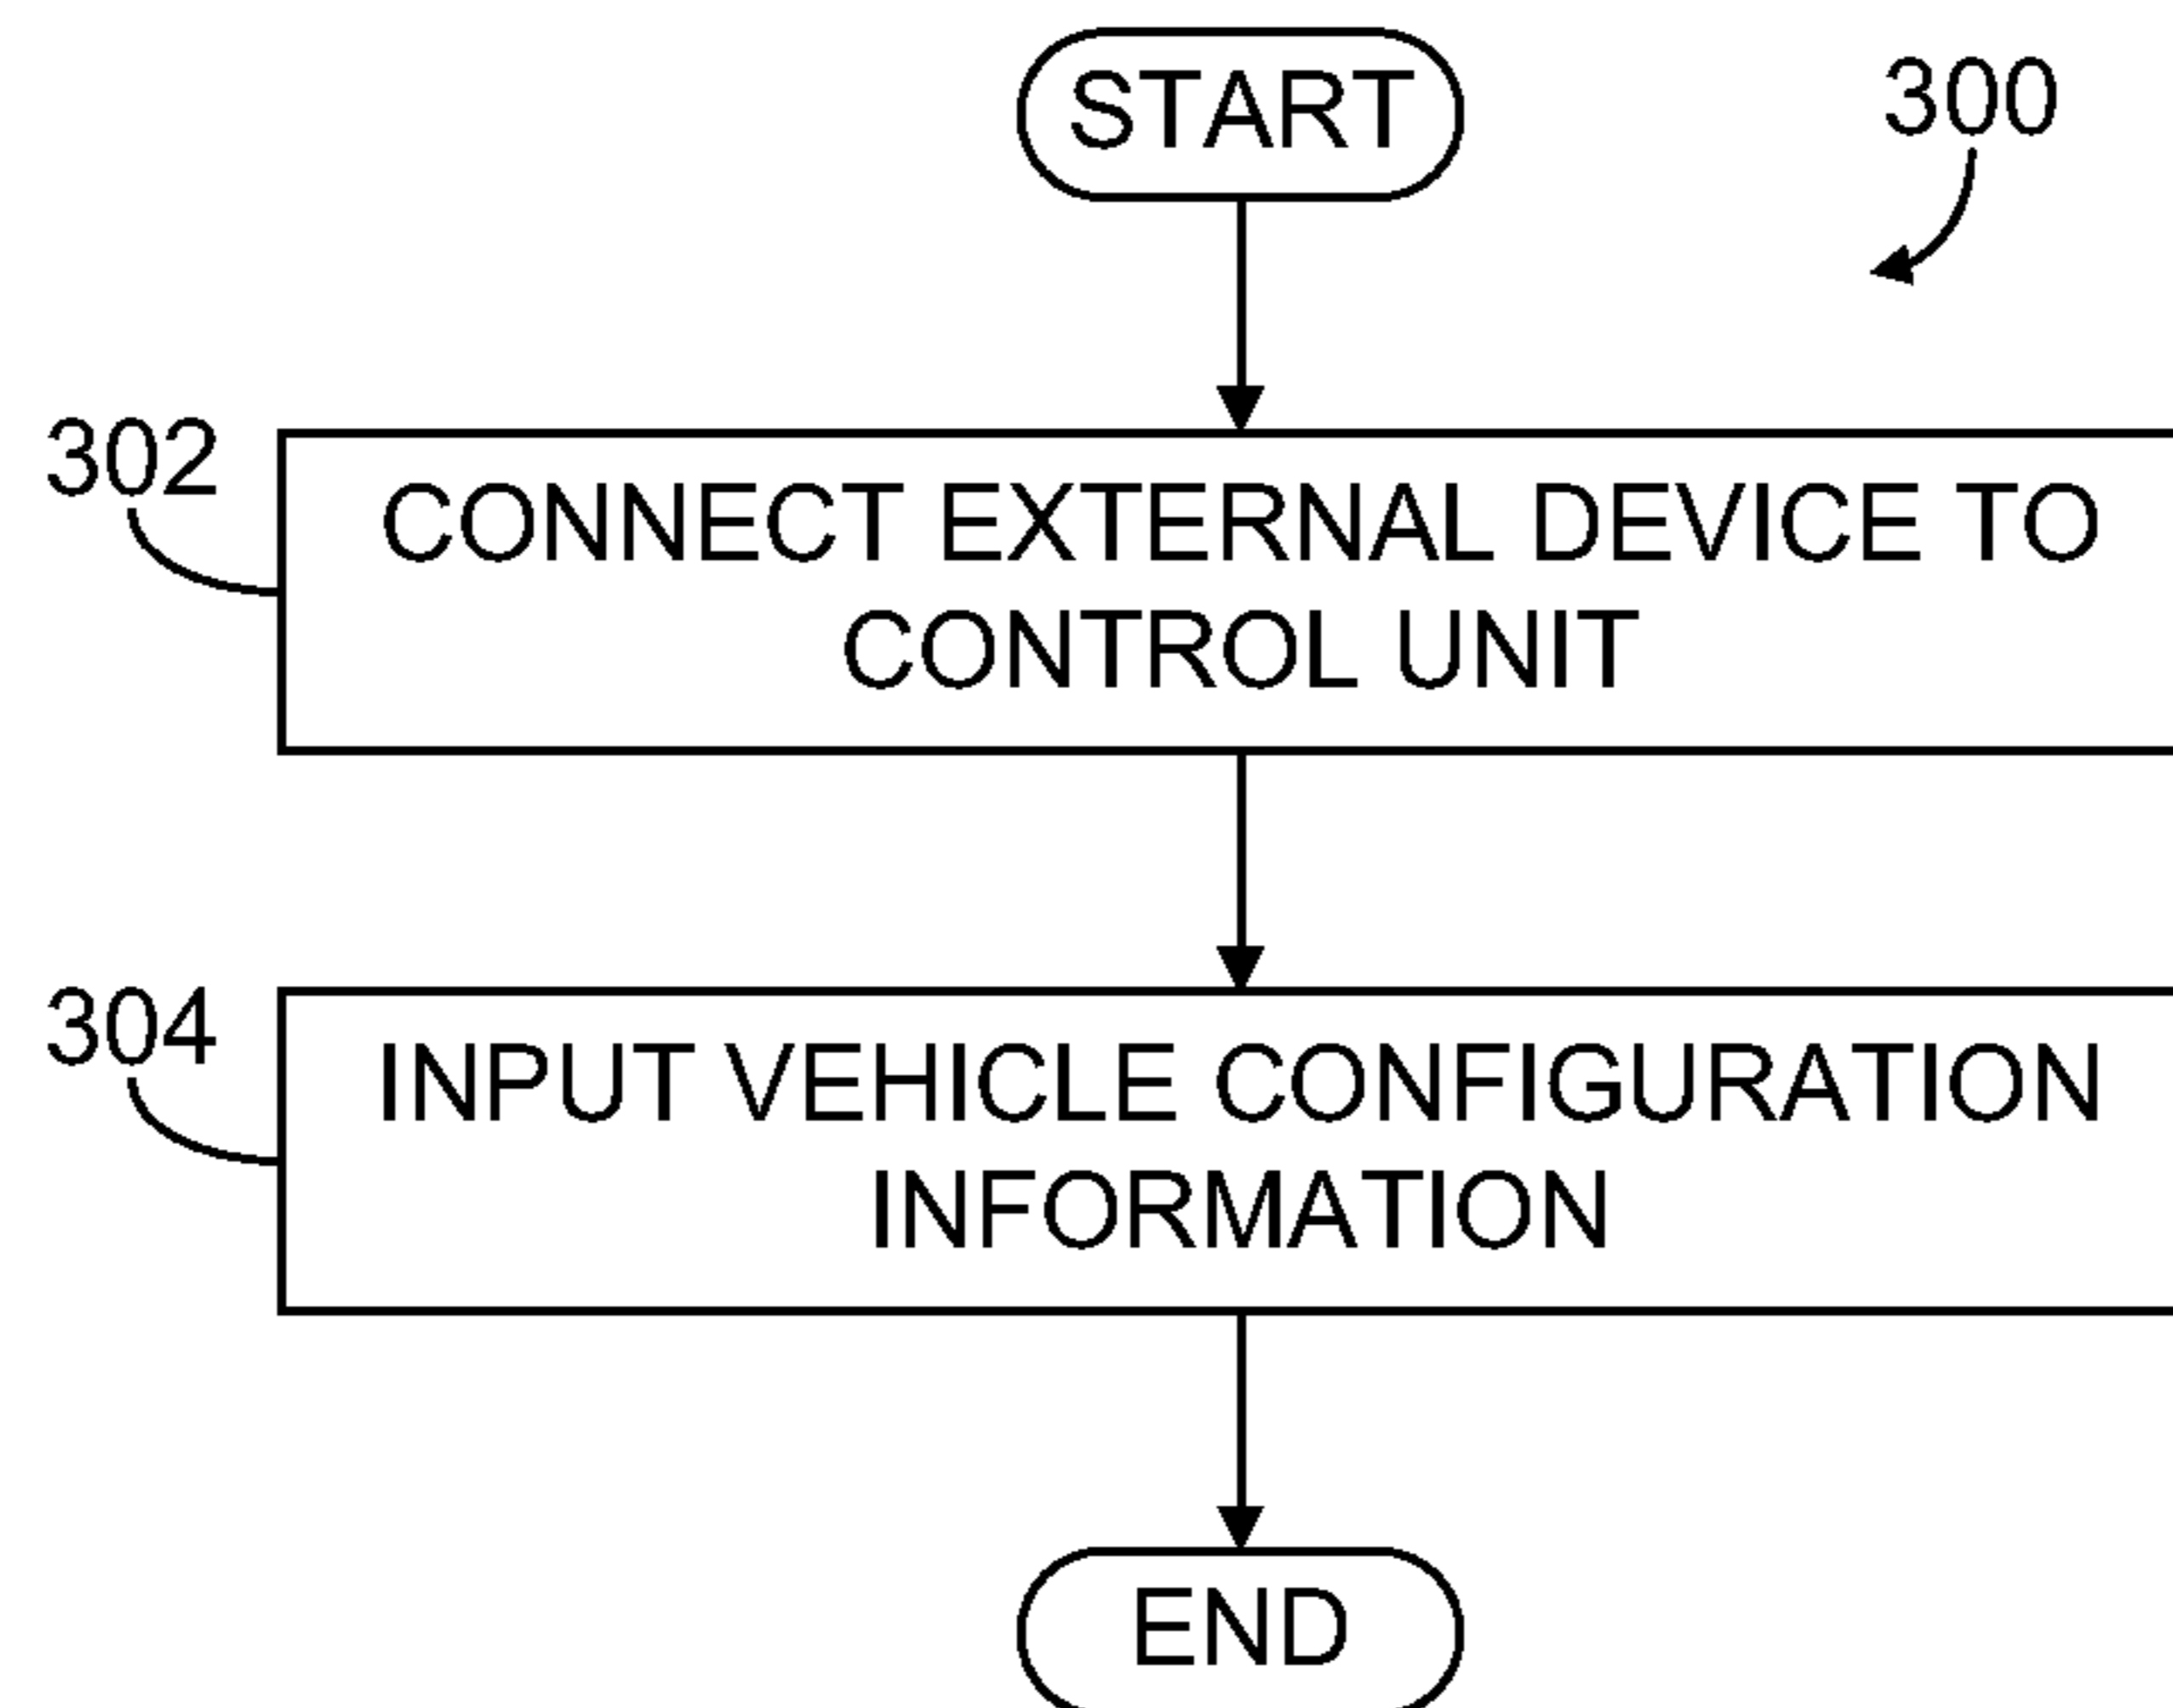 START
300
302
CONNECT EXTERNAL DEVICE TO
CONTROL UNIT
304
INPUT VEHICLE CONFIGURATION
INFORMATION
END